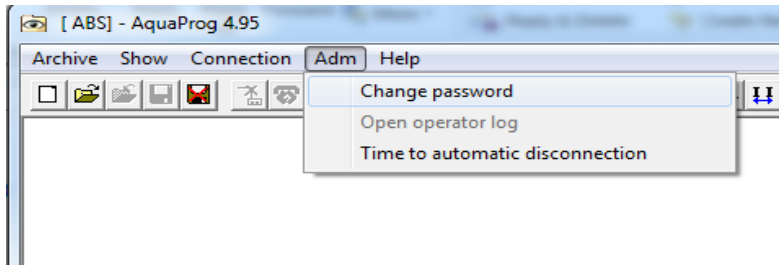 [ ABS] - AquaProg 4.95
Archive Show Connection Adm Help
Change password
Open operator log
Time to automatic disconnection